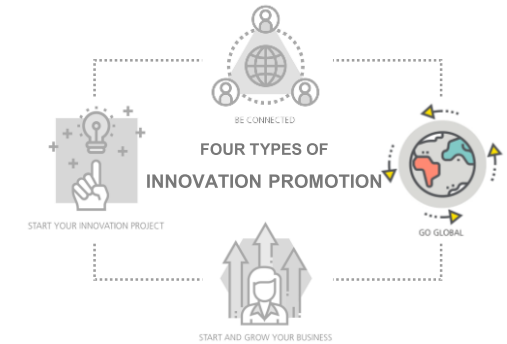 BE CONNECTED
FOUR TYPES OF
INNOVATION PROMOTION
START YOUR INNOVATION PROJECT
GO GLOBAL
START AND GROW YOUR BUSINESS